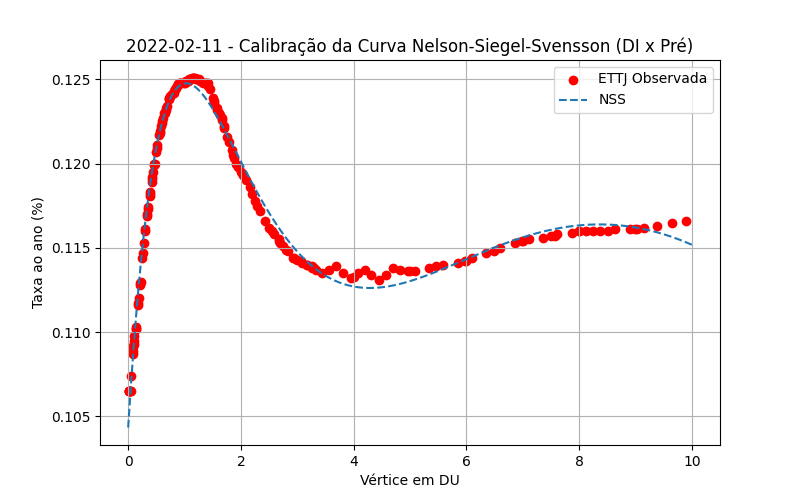 2022-02-11 - Calibração da Curva Nelson-Siegel-Svensson (DI x Pré)
ETTJ Observada
NSS
Taxa ao ano (%)
0.125
0.120
0.115
0.110
0.105
0 2 4 6 8 10
Vértice em DU